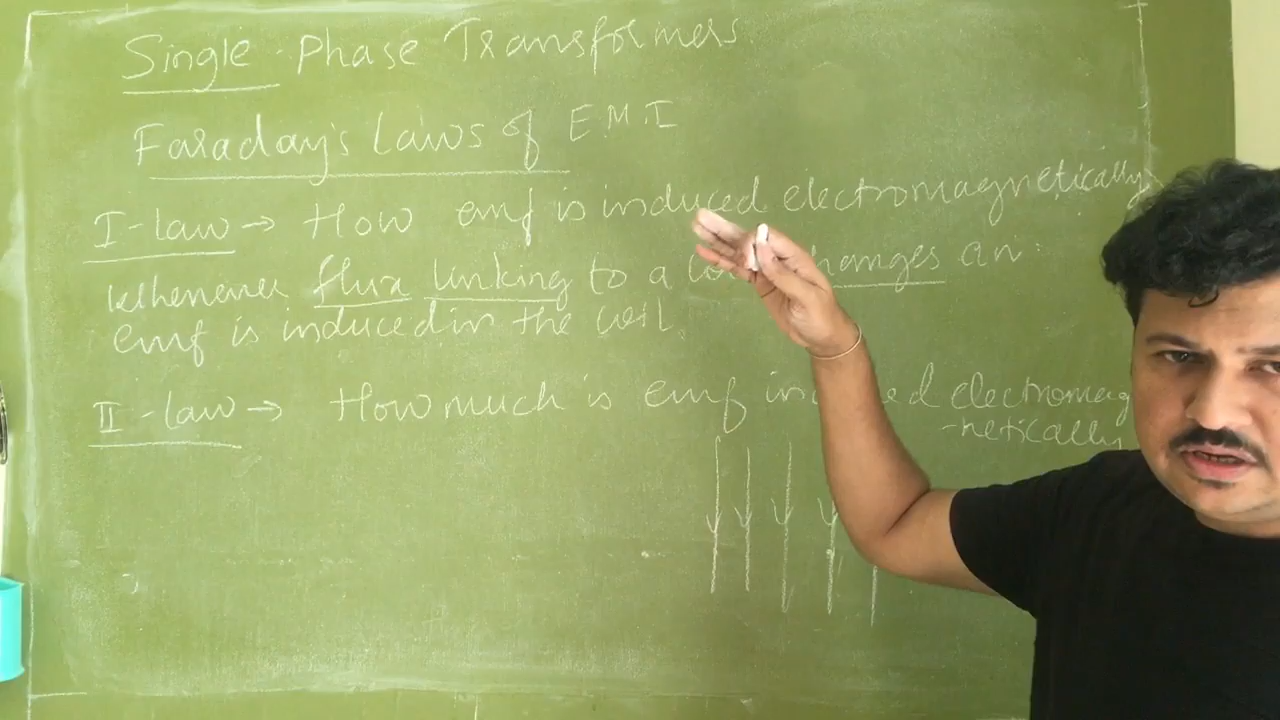 Single-Phase Transformers
Faraday's Laws of E.M.I
I-law → How emf is induced electromagnetically
Whenever flux linking to a changes an
emf is induced in the coil.
II-law → How much is emf electromag
-netically